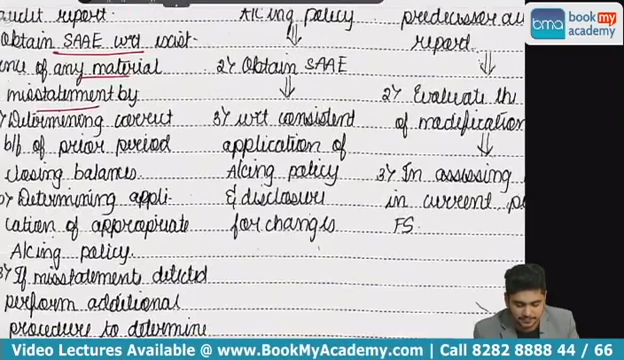 audit report.
Obtain SAAE wrt exist-
ence of any material
misstatement by
Determining correct
b/f of prior period
closing balances.
Determining appli-
cation of appropriate
A/cing policy.
If misstatement detected
perform additional
procedure to determine
A/cing policy
2) Obtain SAAE
3) wrt consistent
application of
A/cing policy
& disclosure
for changes
predecessor au
report.
2) Evaluate th
of modification
3) In assessing
in current pe
FS.
bma
book my
academy
Video Lectures Available @ www.BookMyAcademy.com | Call 8282 8888 44 / 66